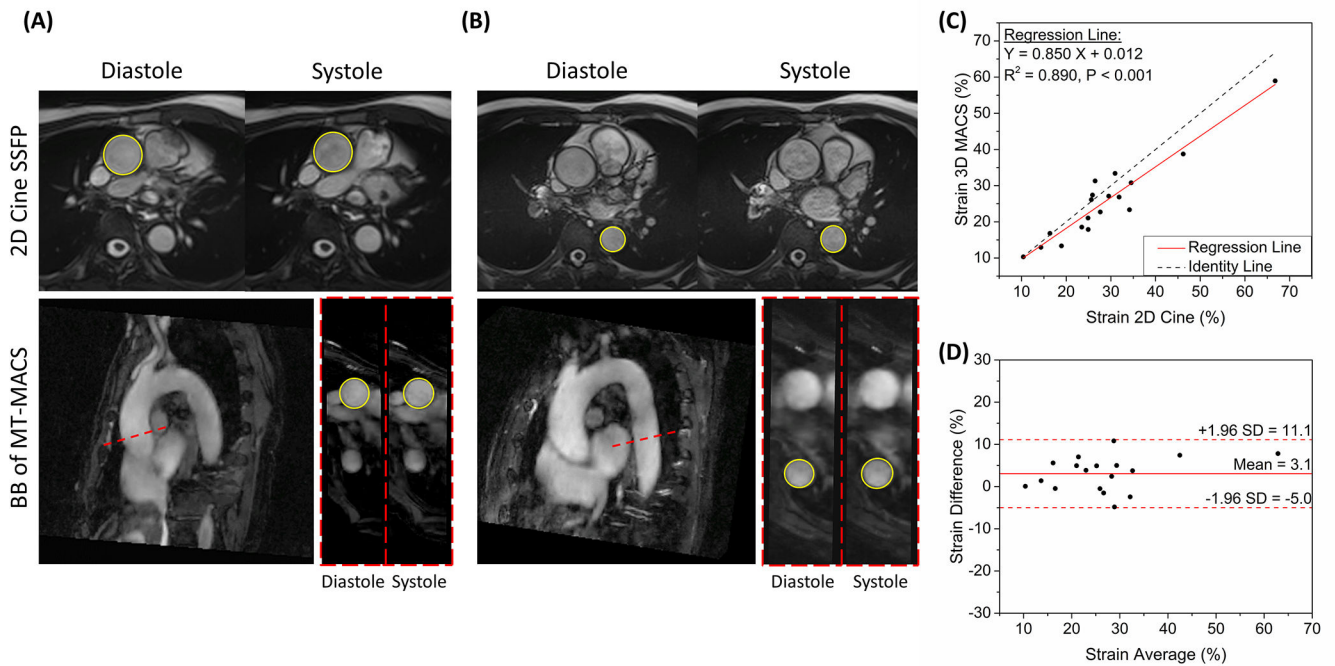 (A)
Diastole
Systole
2D Cine SSFP
BB of MT-MACS
Diastole
Systole
(B)
Diastole
Systole
Diastole
Systole
(C)
Regression Line:
Y = 0.850 X + 0.012
R² = 0.890, P < 0.001
Strain 3D MACS (%)
70
60
50
40
30
20
10
Regression Line
Identity Line
10
20
30
40
50
60
70
Strain 2D Cine (%)
(D)
Strain Difference (%)
30
20
10
0
-10
-20
-30
+1.96 SD = 11.1
Mean = 3.1
-1.96 SD = -5.0
10
20
30
40
50
60
70
Strain Average (%)